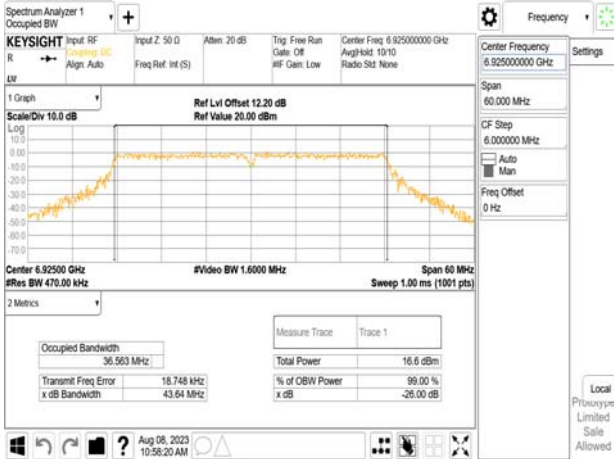 Spectrum Analyzer 1
Occupied BW
Frequency
KEYSIGHT
R
LXI
Input: RF
Coupling: DC
Align: Auto
Input Z: 50 Ω
Freq Ref: Int (S)
Atten: 20 dB
Trig: Free Run
Gate: Off
#IF Gain: Low
Center Freq: 6.925000000 GHz
Avg|Hold: 10/10
Radio Std: None
Center Frequency
6.925000000 GHz
Settings
Span
60.000 MHz
CF Step
6.000000 MHz
Auto
Man
Freq Offset
0 Hz
1 Graph
Scale/Div 10.0 dB
Ref Lvl Offset 12.20 dB
Ref Value 20.00 dBm
Log
10.0
0.00
-10.0
-20.0
-30.0
-40.0
-50.0
-60.0
-70.0
Center 6.92500 GHz
#Video BW 1.6000 MHz
Span 60 MHz
#Res BW 470.00 kHz
Sweep 1.00 ms (1001 pts)
2 Metrics
Measure Trace
Trace 1
Occupied Bandwidth
36.563 MHz
Total Power
16.6 dBm
Transmit Freq Error
18.748 kHz
% of OBW Power
99.00 %
x dB Bandwidth
43.64 MHz
x dB
-26.00 dB
Local
Prototype
Limited
Sale
Allowed
?
Aug 08, 2023
10:58:20 AM